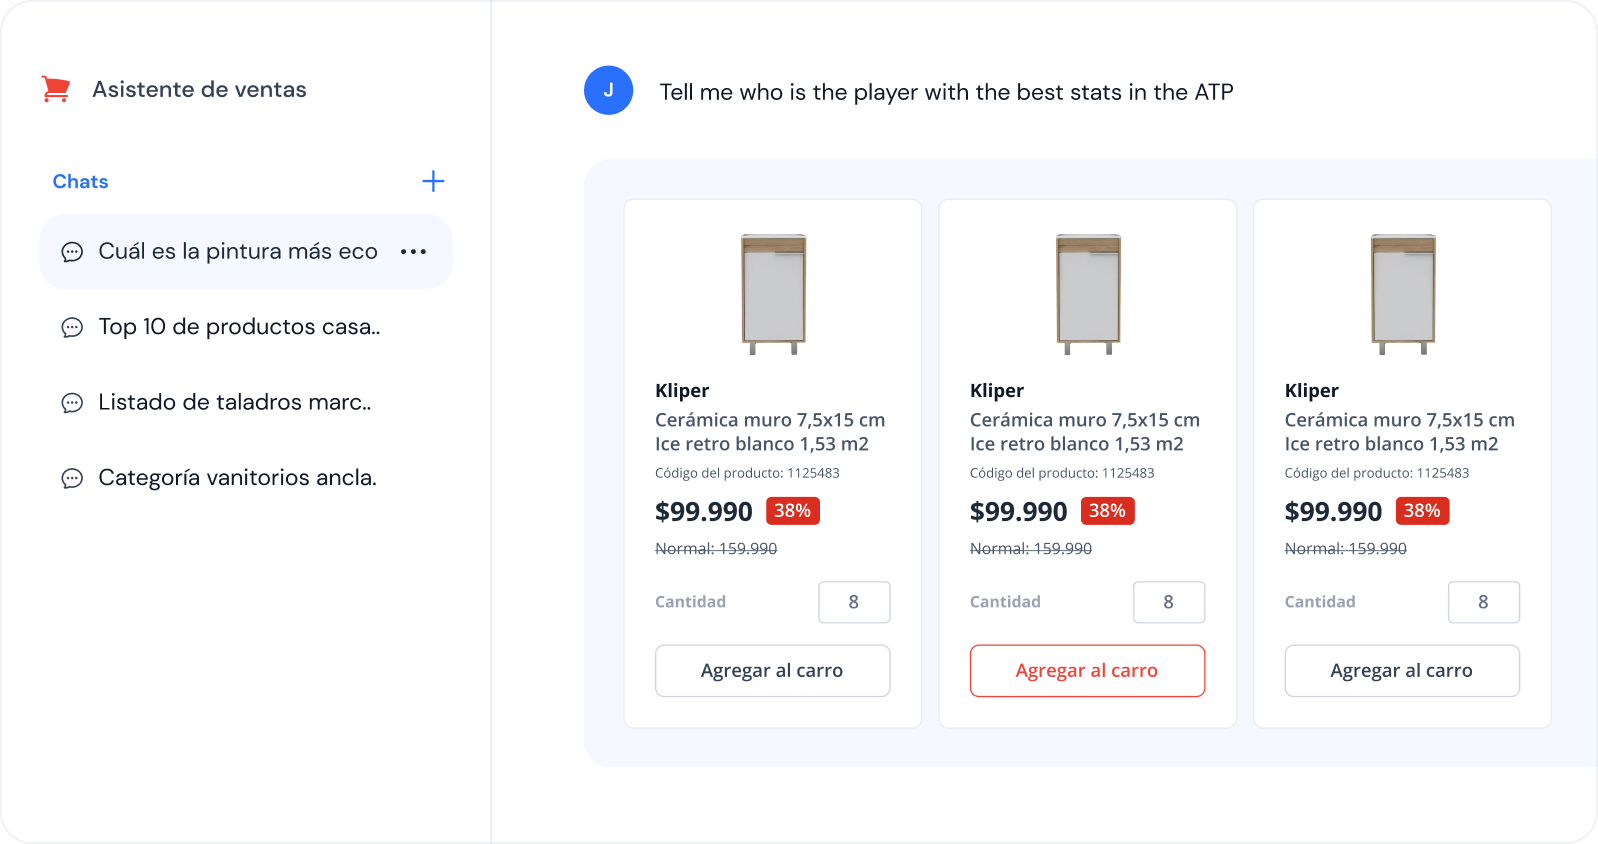 Asistente de ventas
Chats
Cuál es la pintura más eco
Top 10 de productos casa..
Listado de taladros marc..
Categoría vanitorios ancla.
J
Tell me who is the player with the best stats in the ATP
Kliper
Cerámica muro 7,5x15 cm
Ice retro blanco 1,53 m2
Código del producto: 1125483
$99.990 38%
Normal: 159.990
Cantidad 8
Agregar al carro
Kliper
Cerámica muro 7,5x15 cm
Ice retro blanco 1,53 m2
Código del producto: 1125483
$99.990 38%
Normal: 159.990
Cantidad 8
Agregar al carro
Kliper
Cerámica muro 7,5x15 cm
Ice retro blanco 1,53 m2
Código del producto: 1125483
$99.990 38%
Normal: 159.990
Cantidad 8
Agregar al carro